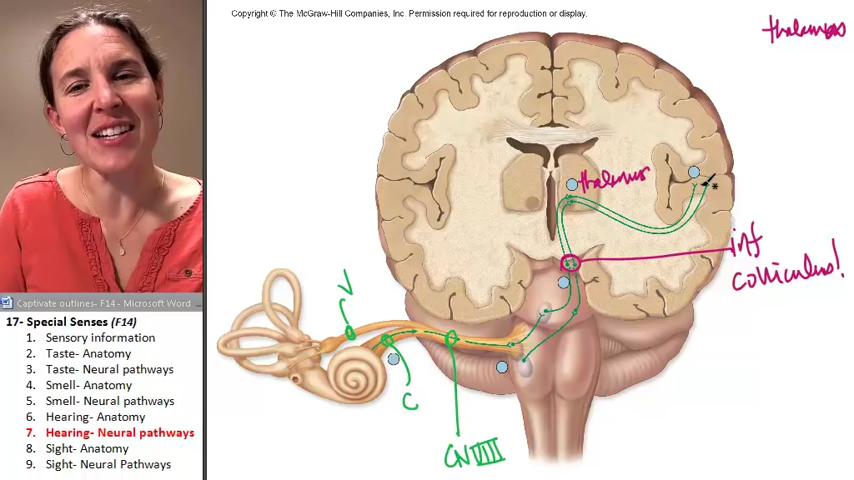 Copyright © The McGraw-Hill Companies, Inc. Permission required for reproduction or display.
thalamus
thalamus
inf
colliculus!
V
C
CN VIII
*
Captivate outlines- F14 - Microsoft Word
17- Special Senses (F14)
1. Sensory information
2. Taste- Anatomy
3. Taste- Neural pathways
4. Smell- Anatomy
5. Smell- Neural pathways
6. Hearing- Anatomy
7. Hearing- Neural pathways
8. Sight- Anatomy
9. Sight- Neural Pathways